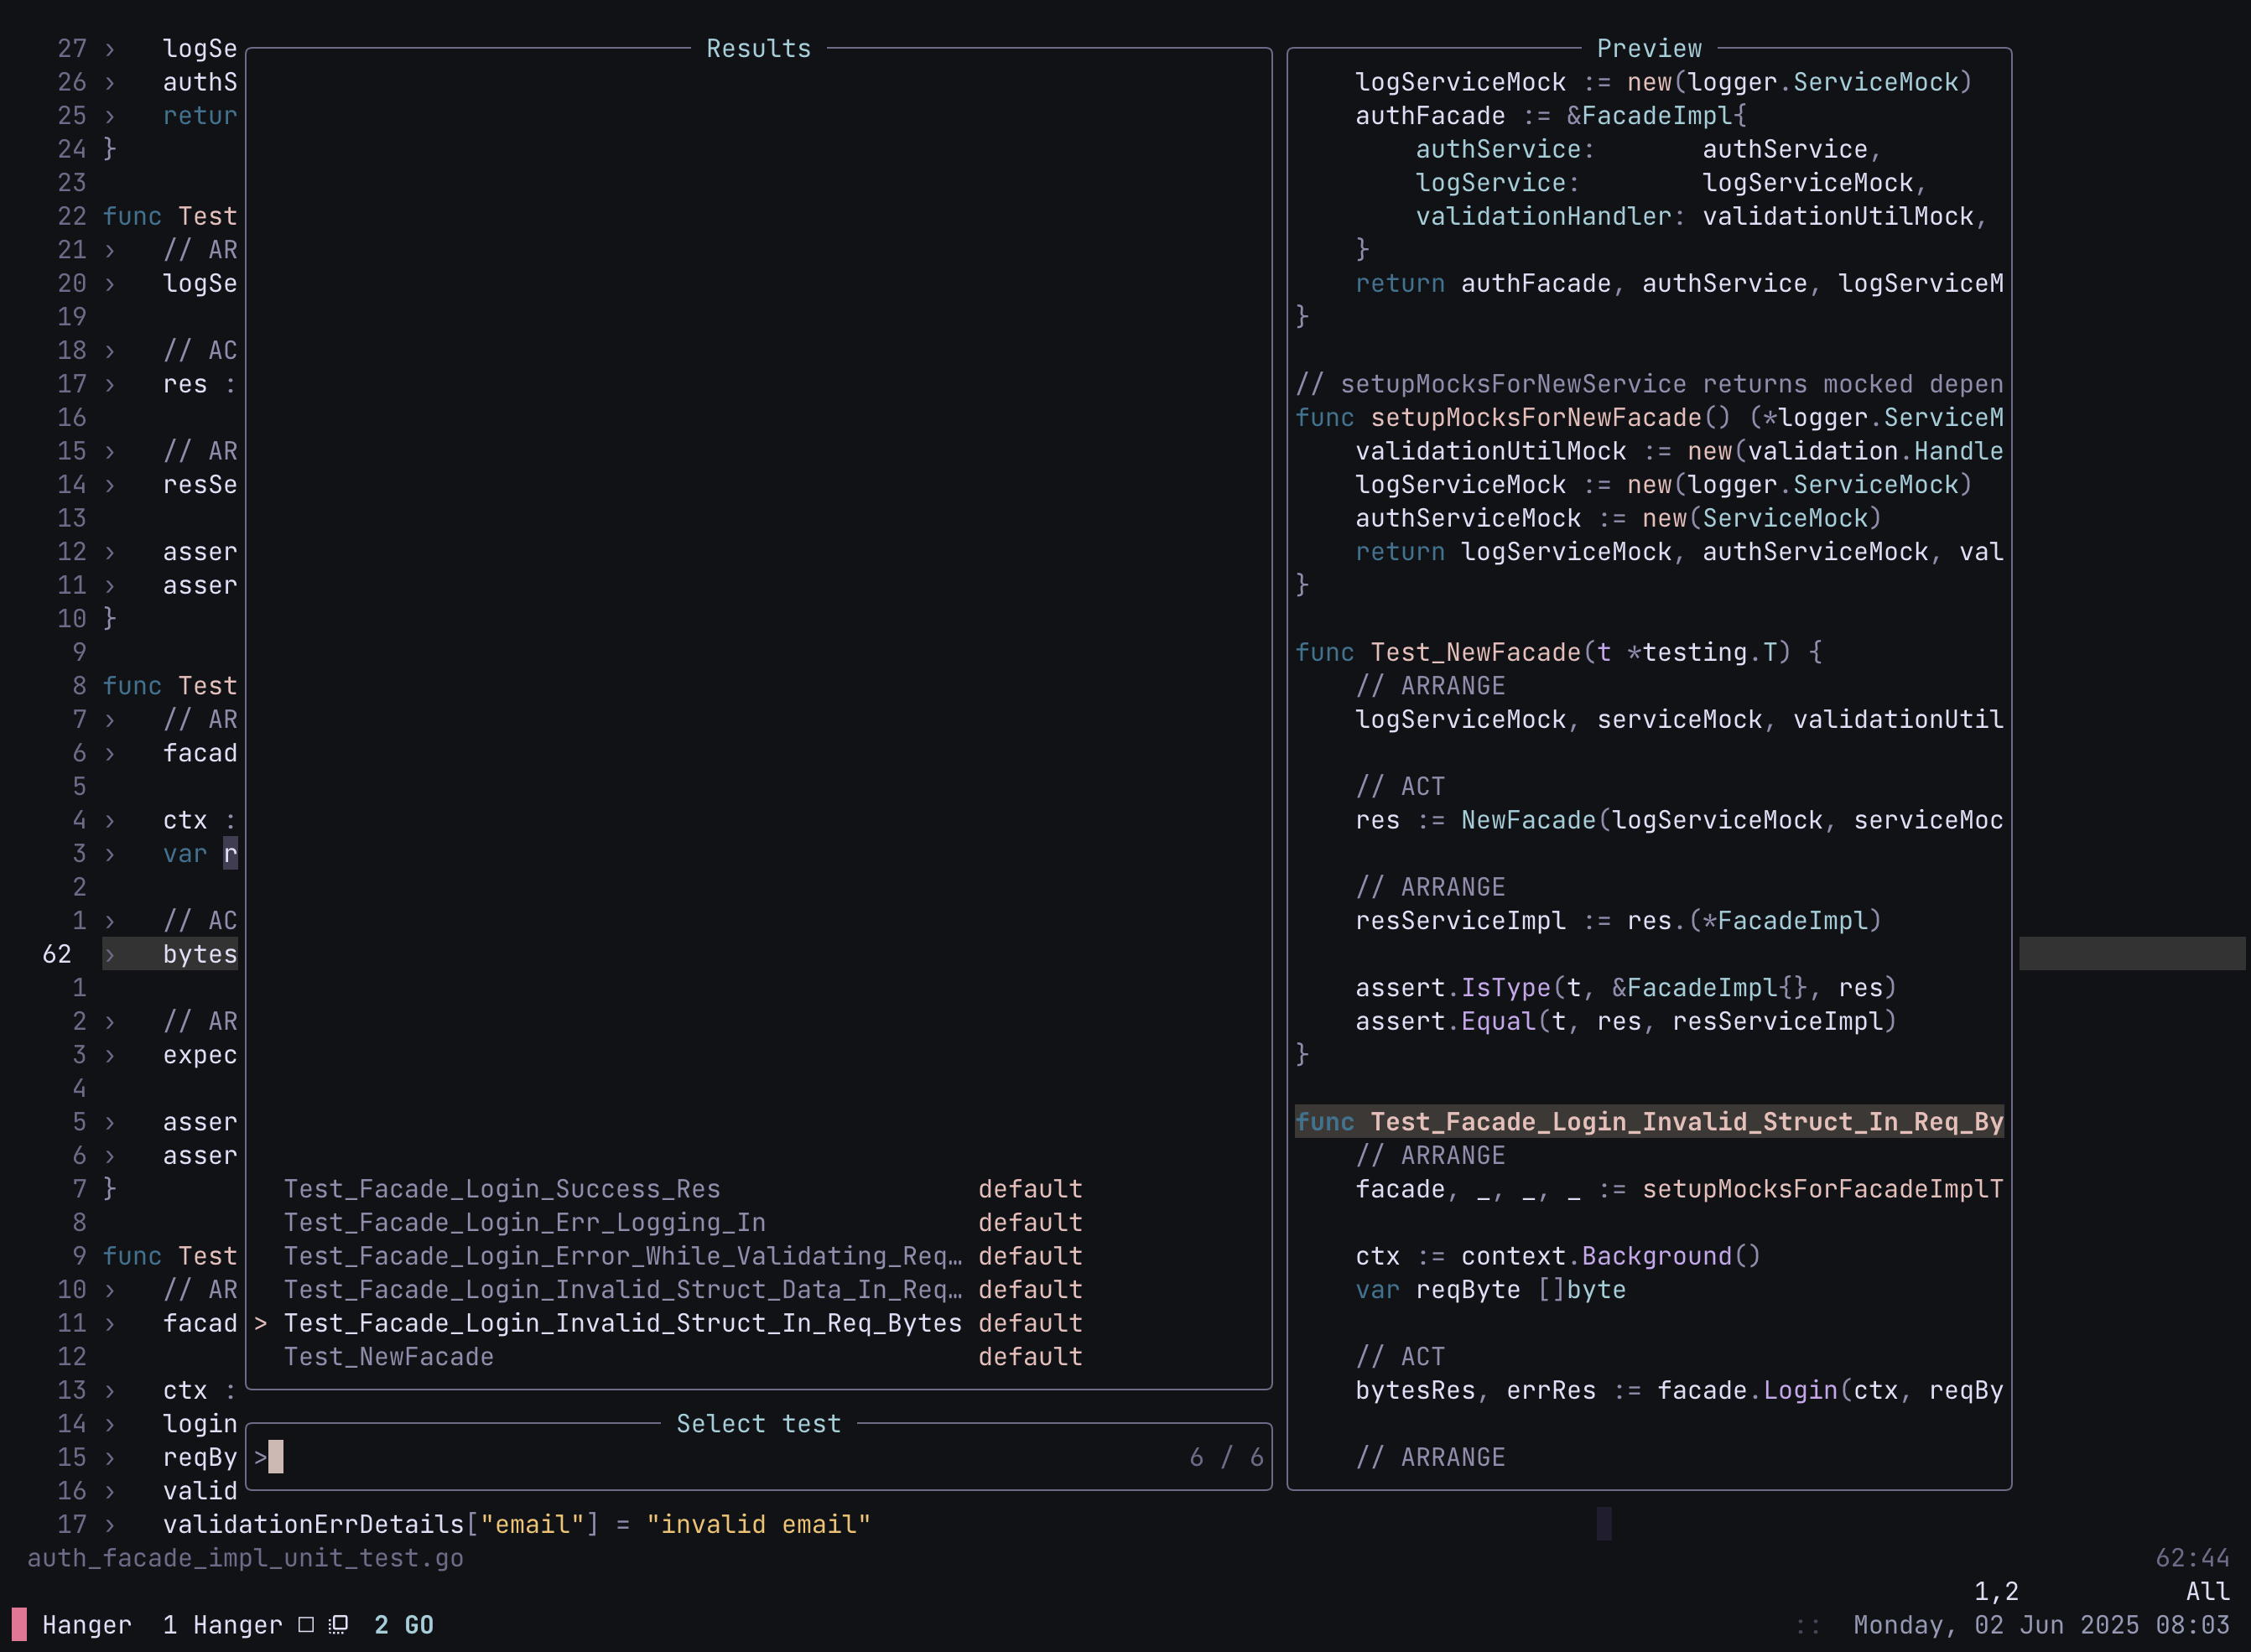 27 › logSe
26 › authS
25 › retur
24 }
23
22 func Test
21 › // AR
20 › logSe
19
18 › // AC
17 › res :
16
15 › // AR
14 › resSe
13
12 › asser
11 › asser
10 }
9
8 func Test
7 › // AR
6 › facad
5
4 › ctx :
3 › var r
2
1 › // AC
62 › bytes
1
2 › // AR
3 › expec
4
5 › asser
6 › asser
7 }
8
9 func Test
10 › // AR
11 › facad
12
13 › ctx :
14 › login
15 › reqBy
16 › valid
17 › validationErrDetails["email"] = "invalid email"
Results
Test_Facade_Login_Success_Res default
Test_Facade_Login_Err_Logging_In default
Test_Facade_Login_Error_While_Validating_Req… default
Test_Facade_Login_Invalid_Struct_Data_In_Req… default
> Test_Facade_Login_Invalid_Struct_In_Req_Bytes default
Test_NewFacade default
Select test
> 6 / 6
Preview
logServiceMock := new(logger.ServiceMock)
authFacade := &FacadeImpl{
authService: authService,
logService: logServiceMock,
validationHandler: validationUtilMock,
}
return authFacade, authService, logServiceM
}
// setupMocksForNewService returns mocked depen
func setupMocksForNewFacade() (*logger.ServiceM
validationUtilMock := new(validation.Handle
logServiceMock := new(logger.ServiceMock)
authServiceMock := new(ServiceMock)
return logServiceMock, authServiceMock, val
}
func Test_NewFacade(t *testing.T) {
// ARRANGE
logServiceMock, serviceMock, validationUtil
// ACT
res := NewFacade(logServiceMock, serviceMoc
// ARRANGE
resServiceImpl := res.(*FacadeImpl)
assert.IsType(t, &FacadeImpl{}, res)
assert.Equal(t, res, resServiceImpl)
}
func Test_Facade_Login_Invalid_Struct_In_Req_By
// ARRANGE
facade, _, _, _ := setupMocksForFacadeImplT
ctx := context.Background()
var reqByte []byte
// ACT
bytesRes, errRes := facade.Login(ctx, reqBy
// ARRANGE
auth_facade_impl_unit_test.go 62:44
1,2 All
Hanger 1 Hanger 2 GO :: Monday, 02 Jun 2025 08:03